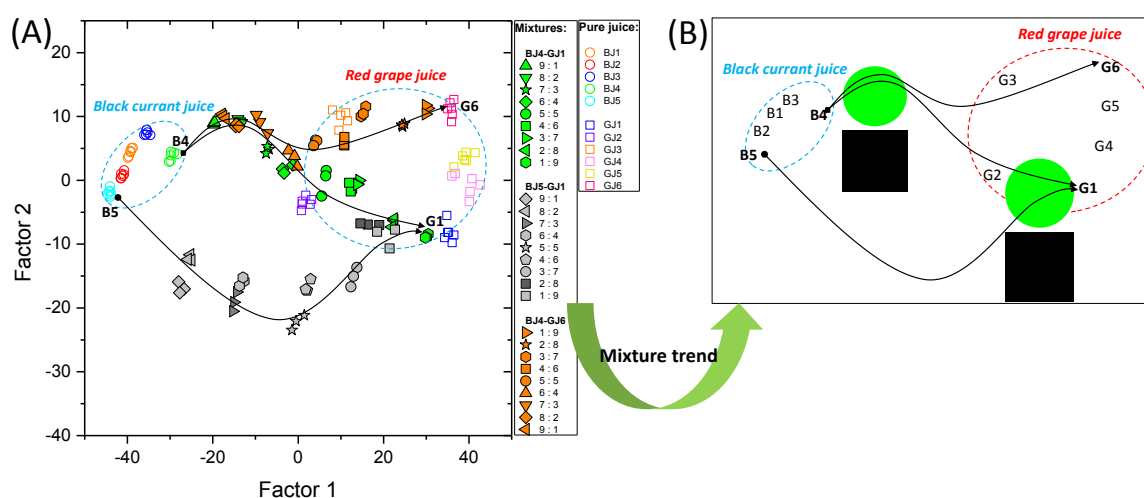 (A)
20
10
0
-10
-20
-30
-40
Factor 2
-40
-20
0
20
40
Factor 1
Black currant juice
Red grape juice
B4
B5
G6
G1
Mixtures:
BJ4-GJ1
9 : 1
8 : 2
7 : 3
6 : 4
5 : 5
4 : 6
3 : 7
2 : 8
1 : 9
BJ5-GJ1
9 : 1
8 : 2
7 : 3
6 : 4
5 : 5
4 : 6
3 : 7
2 : 8
1 : 9
BJ4-GJ6
1 : 9
2 : 8
3 : 7
4 : 6
5 : 5
6 : 4
7 : 3
8 : 2
9 : 1
Pure juice:
BJ1
BJ2
BJ3
BJ4
BJ5
GJ1
GJ2
GJ3
GJ4
GJ5
GJ6
Mixture trend
(B)
Red grape juice
Black currant juice
G6
G3
B3
B1
B4
G5
B2
G4
B5
G2
G1